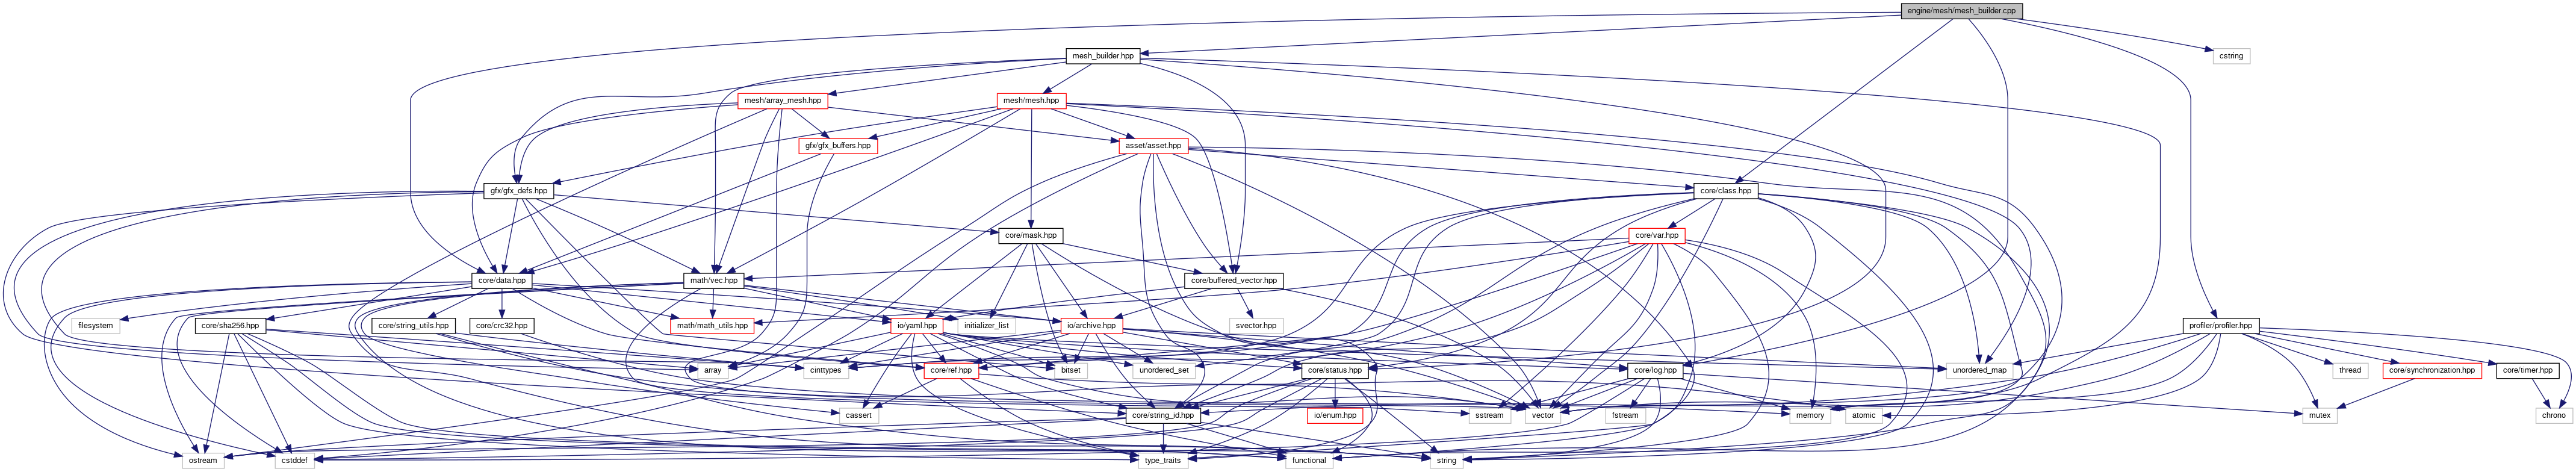 engine/mesh/mesh_builder.cpp
mesh_builder.hpp
cstring
mesh/array_mesh.hpp
mesh/mesh.hpp
gfx/gfx_buffers.hpp
asset/asset.hpp
gfx/gfx_defs.hpp
core/class.hpp
core/mask.hpp
core/var.hpp
core/data.hpp
math/vec.hpp
core/buffered_vector.hpp
filesystem
core/sha256.hpp
core/string_utils.hpp
core/crc32.hpp
math/math_utils.hpp
io/yaml.hpp
initializer_list
io/archive.hpp
svector.hpp
profiler/profiler.hpp
array
cinttypes
core/ref.hpp
bitset
unordered_set
core/status.hpp
core/log.hpp
unordered_map
thread
core/synchronization.hpp
core/timer.hpp
cassert
core/string_id.hpp
io/enum.hpp
sstream
vector
fstream
memory
atomic
mutex
chrono
ostream
cstddef
type_traits
functional
string